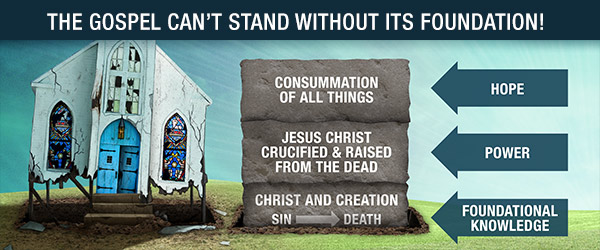 THE GOSPEL CAN'T STAND WITHOUT ITS FOUNDATION!
CONSUMMATION
OF ALL THINGS
HOPE
JESUS CHRIST
CRUCIFIED & RAISED
FROM THE DEAD
POWER
CHRIST AND CREATION
SIN DEATH
FOUNDATIONAL
KNOWLEDGE